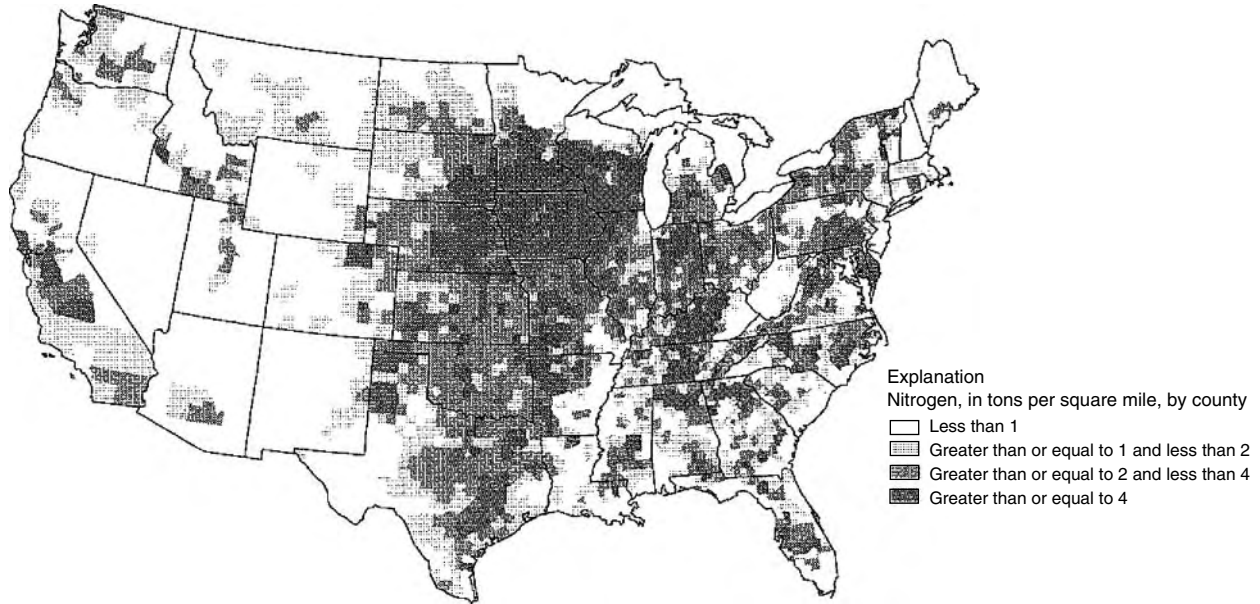 Explanation
Nitrogen, in tons per square mile, by county
Less than 1
Greater than or equal to 1 and less than 2
Greater than or equal to 2 and less than 4
Greater than or equal to 4